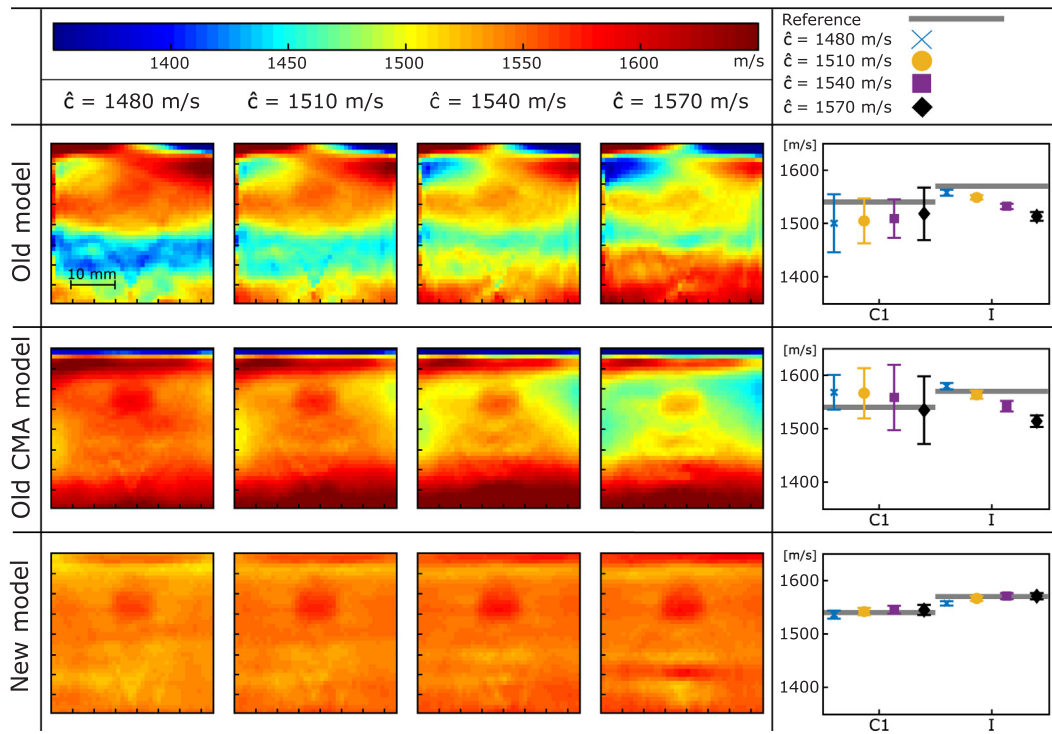 1400 1450 1500 1550 1600 m/s
ĉ = 1480 m/s ĉ = 1510 m/s ĉ = 1540 m/s ĉ = 1570 m/s
Reference
ĉ = 1480 m/s
ĉ = 1510 m/s
ĉ = 1540 m/s
ĉ = 1570 m/s
Old model
10 mm
[m/s]
1600
1500
1400
C1 I
Old CMA model
[m/s]
1600
1500
1400
C1 I
New model
[m/s]
1600
1500
1400
C1 I